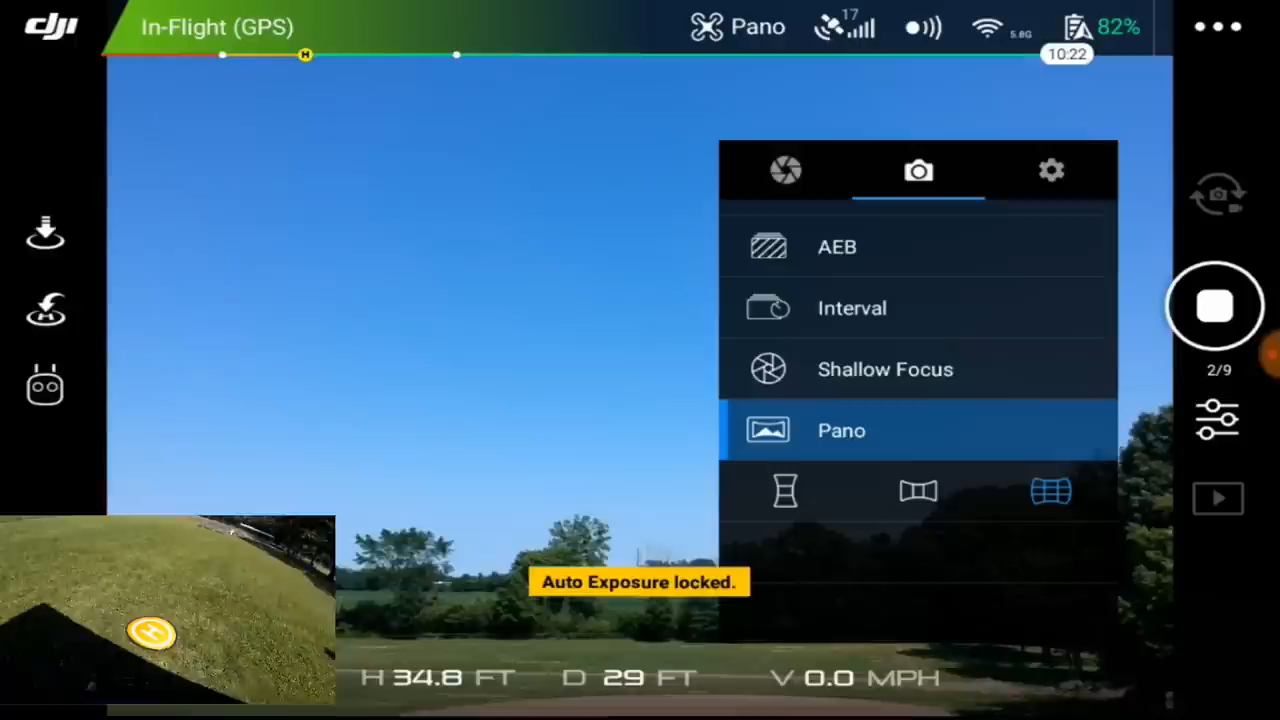 dji In-Flight (GPS) Pano 17 5.8G 82%
H 10:22
AEB
Interval
Shallow Focus
Pano
2/9
Auto Exposure locked.
H
H 34.8 FT D 29 FT V 0.0 MPH